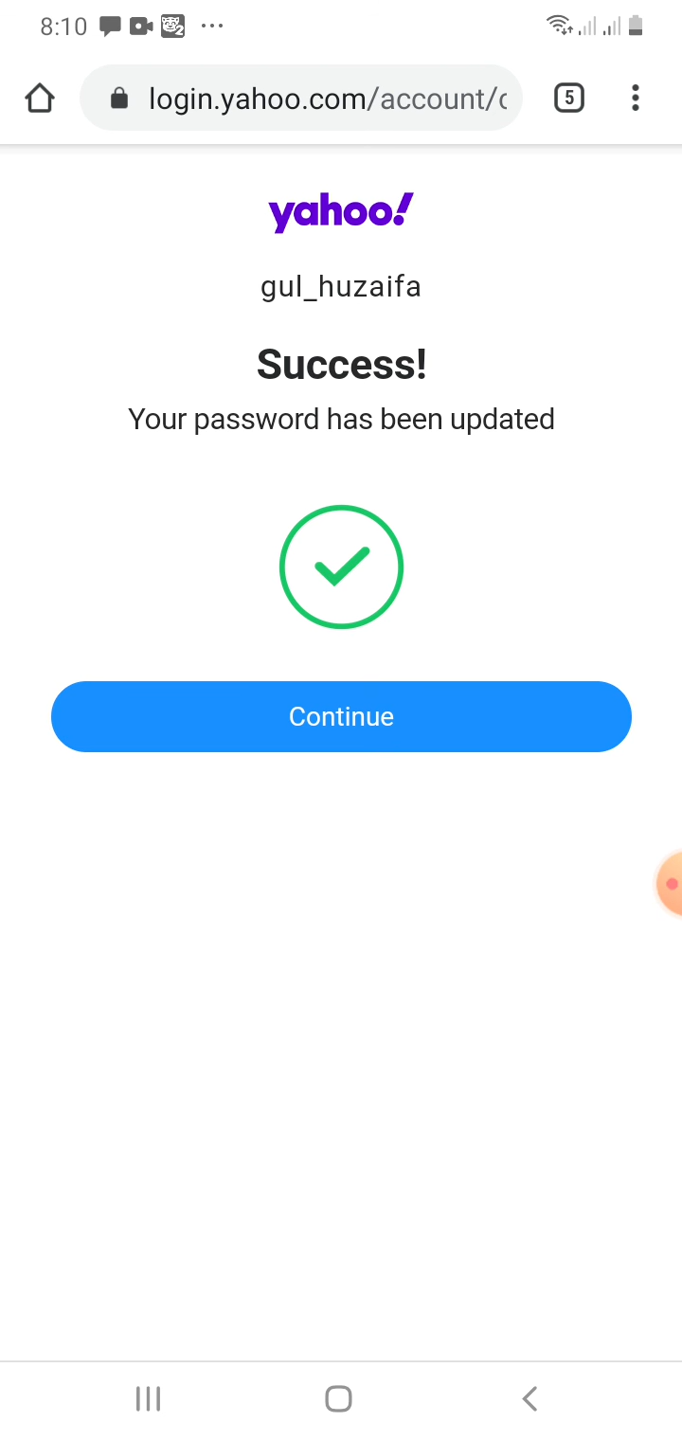 8:10
login.yahoo.com/account/c
5
yahoo!
gul_huzaifa
Success!
Your password has been updated
Continue